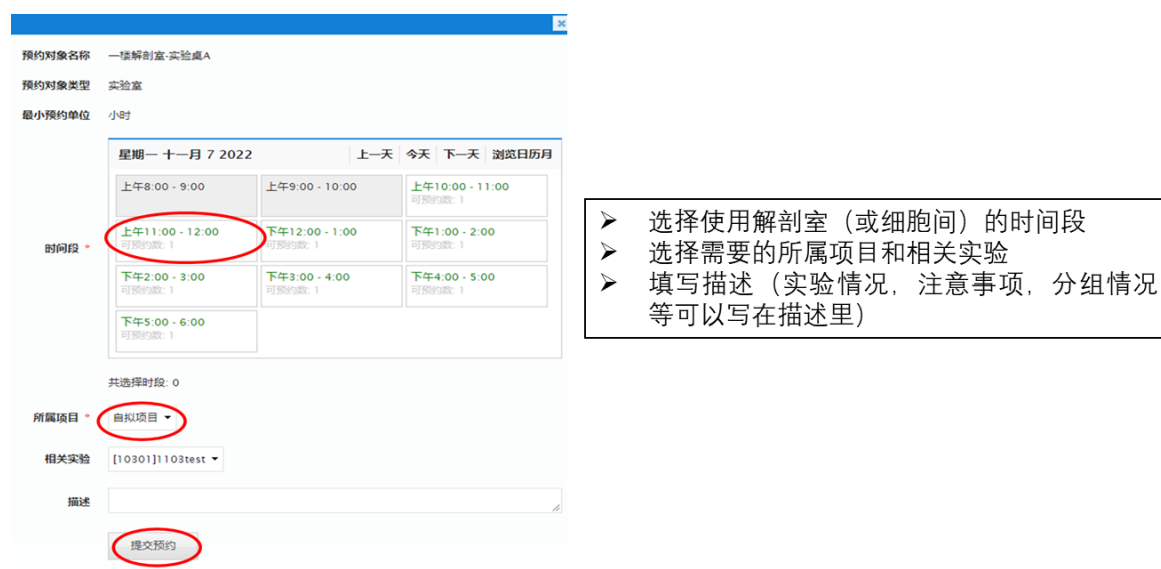 预约对象名称 一楼解剖室-实验桌A
预约对象类型 实验室
最小预约单位 小时
星期一 十一月 7 2022 上一天 今天 下一天 浏览日历月
上午8:00 - 9:00 上午9:00 - 10:00 上午10:00 - 11:00
可预约数: 1
时间段 *
上午11:00 - 12:00 下午12:00 - 1:00 下午1:00 - 2:00
可预约数: 1 可预约数: 1 可预约数: 1
下午2:00 - 3:00 下午3:00 - 4:00 下午4:00 - 5:00
可预约数: 1 可预约数: 1 可预约数: 1
下午5:00 - 6:00
可预约数: 1
共选择时段: 0
所属项目 * 自拟项目
相关实验 [10301]1103test
描述
提交预约
➢ 选择使用解剖室（或细胞间）的时间段
➢ 选择需要的所属项目和相关实验
➢ 填写描述（实验情况，注意事项，分组情况
等可以写在描述里）